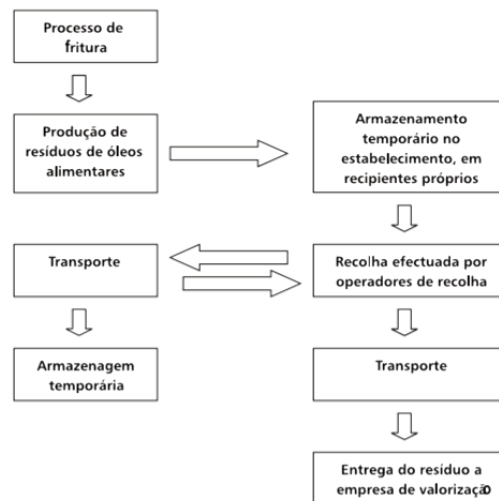 Processo de
fritura
Produção de
resíduos de óleos
alimentares
Armazenamento
temporário no
estabelecimento, em
recipientes próprios
Transporte
Recolha efectuada por
operadores de recolha
Armazenagem
temporária
Transporte
Entrega do resíduo a
empresa de valorização